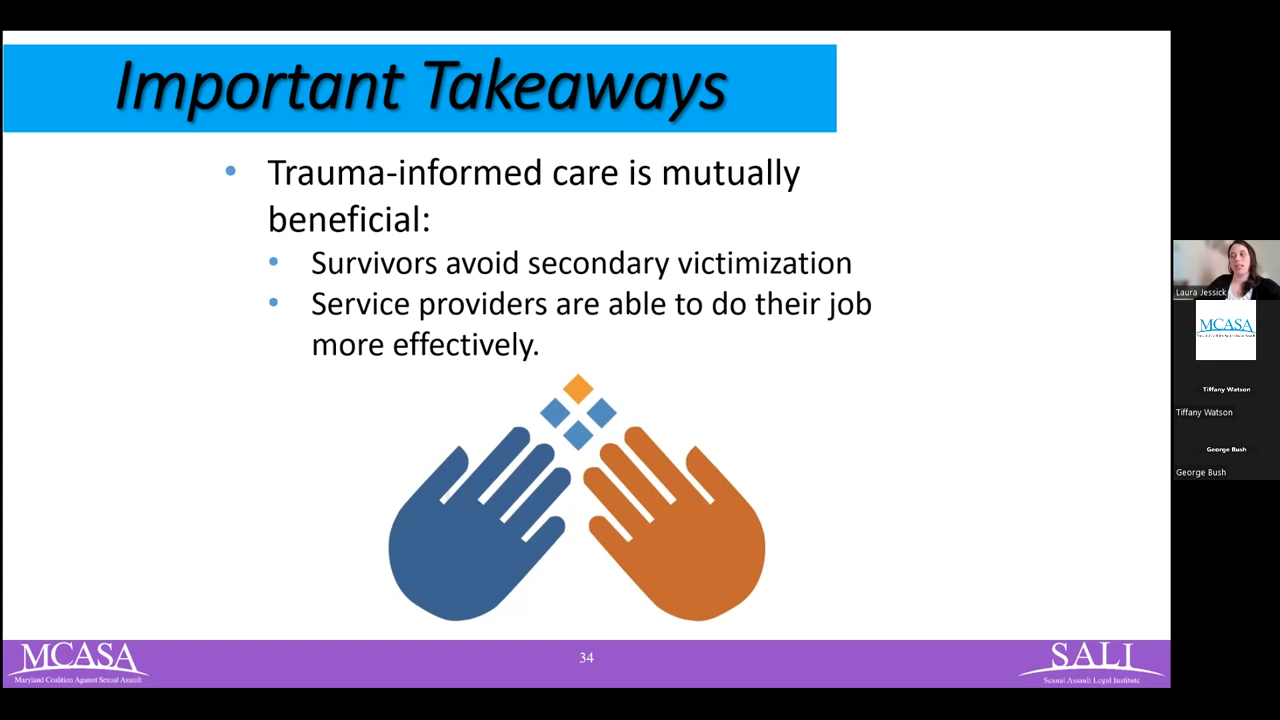 Important Takeaways
• Trauma-informed care is mutually
beneficial:
• Survivors avoid secondary victimization
• Service providers are able to do their job
more effectively.
MCASA
Maryland Coalition Against Sexual Assault
34
SALI
Sexual Assault Legal Institute
Laura Jessick
MCASA
Tiffany Watson
Tiffany Watson
George Bush
George Bush